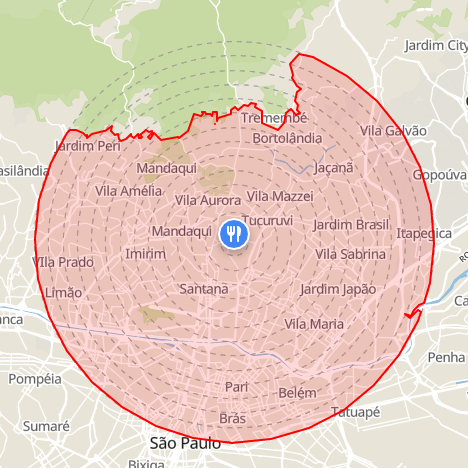 Jardim City
Tremembé
Bortolândia
Vila Galvão
Jardim Peri
Mandaqui
Jaçanã
asilândia
Gopoúva
Vila Amélia
Vila Mazzei
Vila Aurora
Tucuruvi
Jardim Brasil
Mandaqui
Itapegica
Imirim
Vila Sabrina
VIla Prado
Santana
Jardim Japão
Limão
Ca
anca
Vila Maria
Penha
Pompéia
Pari
Belém
Tatuapé
Brás
Sumaré
São Paulo
Bixiga